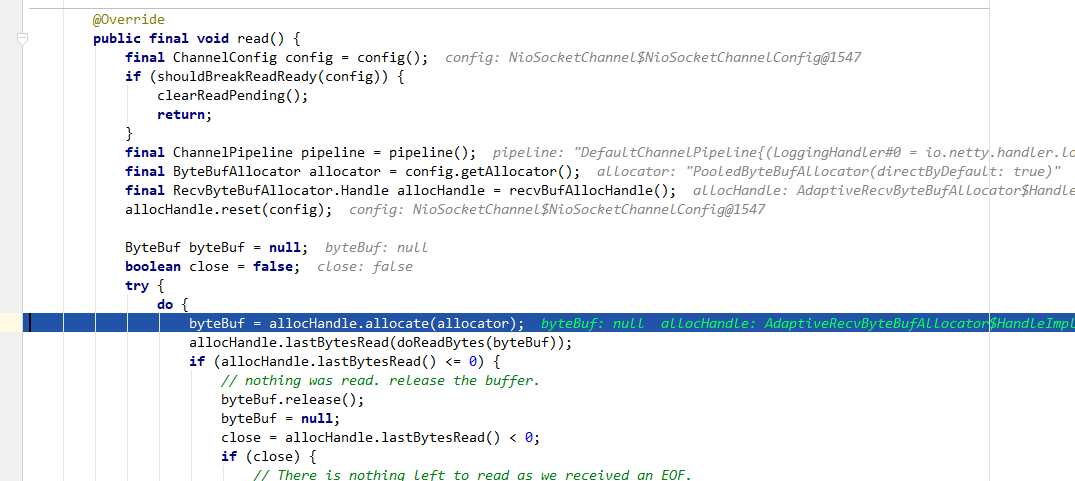 @Override
public final void read() {
final ChannelConfig config = config();  config: NioSocketChannel$NioSocketChannelConfig@1547
if (shouldBreakReadReady(config)) {
clearReadPending();
return;
}
final ChannelPipeline pipeline = pipeline();  pipeline: "DefaultChannelPipeline{(LoggingHandler#0 = io.netty.handler.lo
final ByteBufAllocator allocator = config.getAllocator();  allocator: "PooledByteBufAllocator(directByDefault: true)"
final RecvByteBufAllocator.Handle allocHandle = recvBufAllocHandle();  allocHandle: AdaptiveRecvByteBufAllocator$Handle
allocHandle.reset(config);  config: NioSocketChannel$NioSocketChannelConfig@1547
ByteBuf byteBuf = null;  byteBuf: null
boolean close = false;  close: false
try {
do {
byteBuf = allocHandle.allocate(allocator);  byteBuf: null  allocHandle: AdaptiveRecvByteBufAllocator$HandleImpl
allocHandle.lastBytesRead(doReadBytes(byteBuf));
if (allocHandle.lastBytesRead() <= 0) {
// nothing was read. release the buffer.
byteBuf.release();
byteBuf = null;
close = allocHandle.lastBytesRead() < 0;
if (close) {
// There is nothing left to read as we received an EOF.